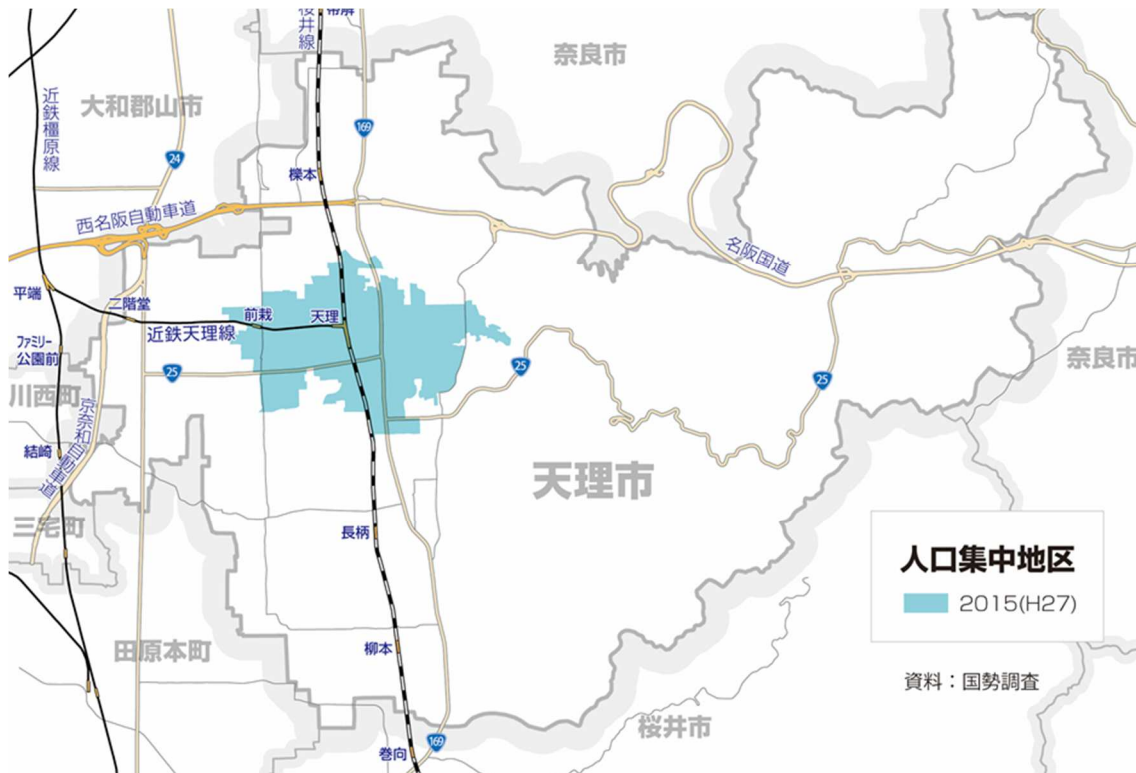 帯解
桜井線
奈良市
近鉄橿原線
大和郡山市
169
24
櫟本
西名阪自動車道
名阪国道
平端
二階堂
前栽
天理
近鉄天理線
ファミリー
公園前
25
25
25
奈良市
川西町
京奈和自動車道
結崎
天理市
三宅町
長柄
人口集中地区
2015(H27)
田原本町
柳本
資料：国勢調査
桜井市
巻向
169